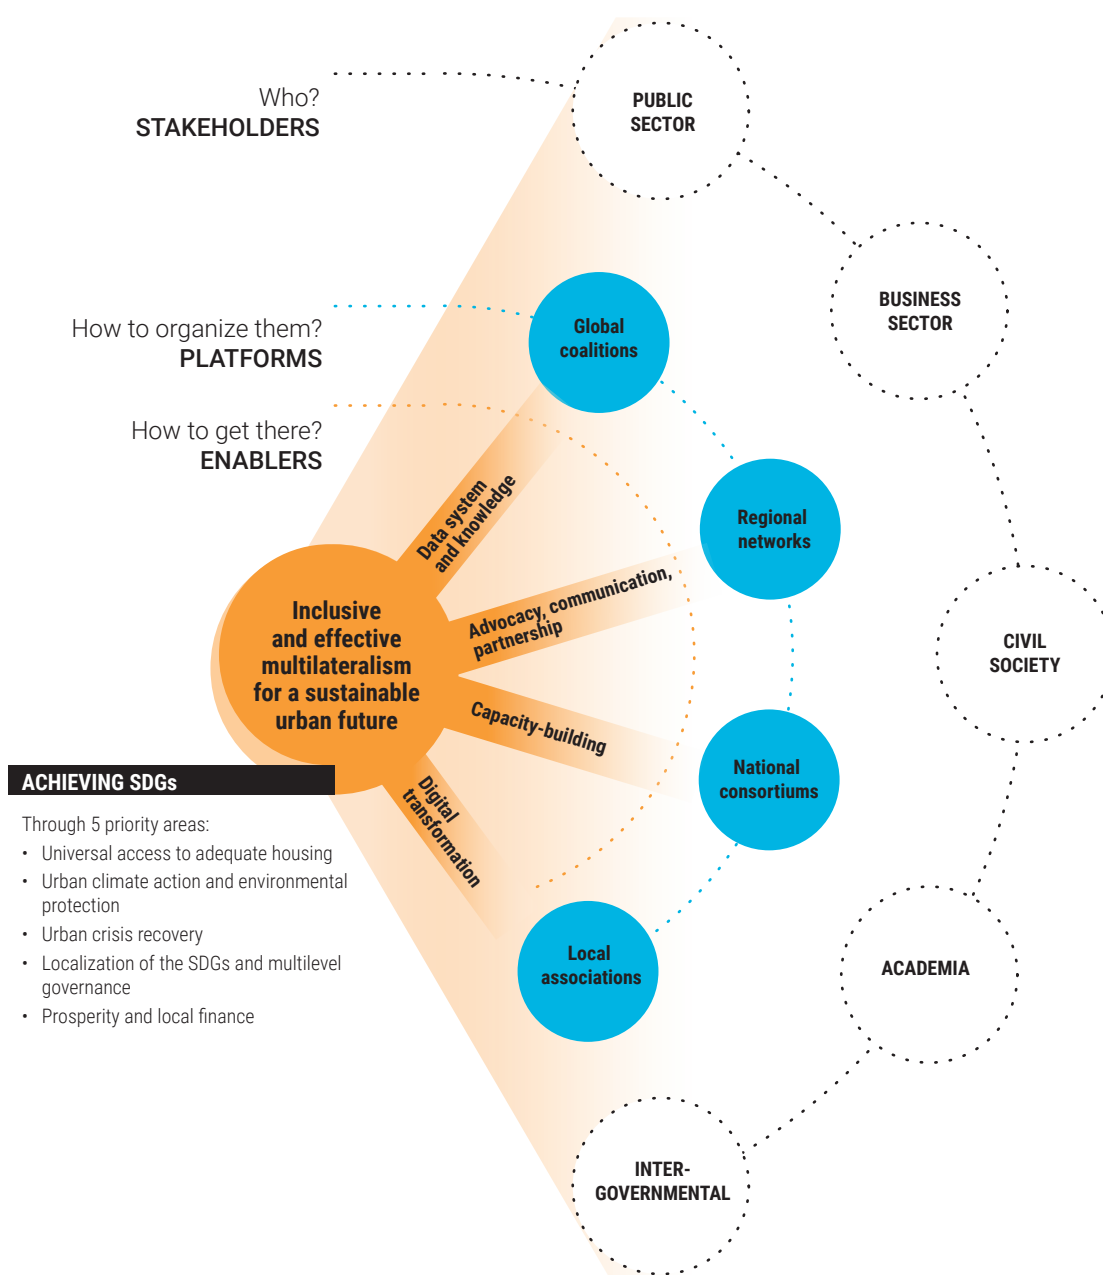 Who?
STAKEHOLDERS
PUBLIC
SECTOR
BUSINESS
SECTOR
CIVIL
SOCIETY
ACADEMIA
INTER-
GOVERNMENTAL
How to organize them?
PLATFORMS
Global
coalitions
Regional
networks
National
consortiums
Local
associations
How to get there?
ENABLERS
Data system
and knowledge
Advocacy, communication,
partnership
Capacity-building
Digital
transformation
Inclusive
and effective
multilateralism
for a sustainable
urban future
ACHIEVING SDGs
Through 5 priority areas:
• Universal access to adequate housing
• Urban climate action and environmental
protection
• Urban crisis recovery
• Localization of the SDGs and multilevel
governance
• Prosperity and local finance